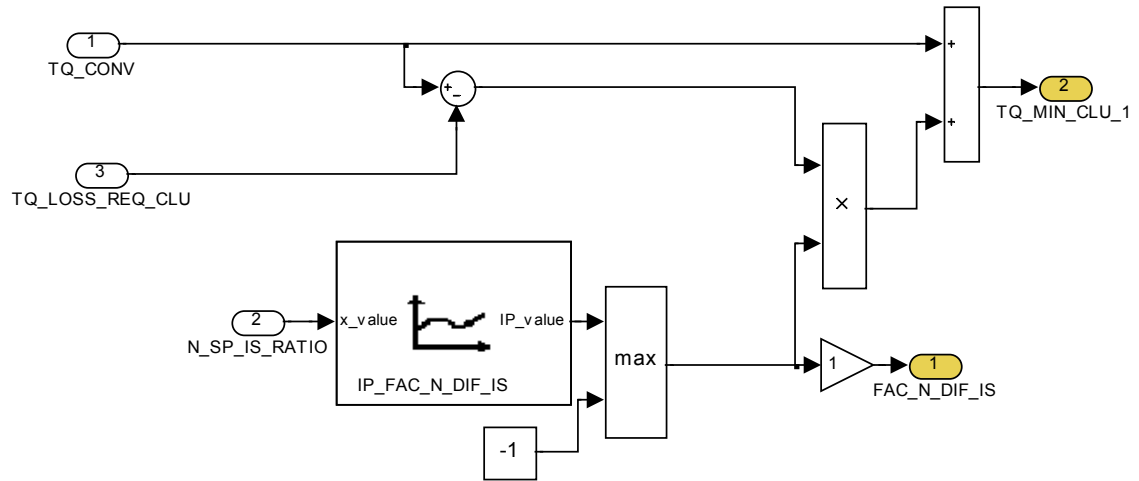 1
TQ_CONV
+
+
+
-
2
TQ_MIN_CLU_1
3
TQ_LOSS_REQ_CLU
×
2
N_SP_IS_RATIO
x_value
IP_value
IP_FAC_N_DIF_IS
max
-1
1
1
FAC_N_DIF_IS